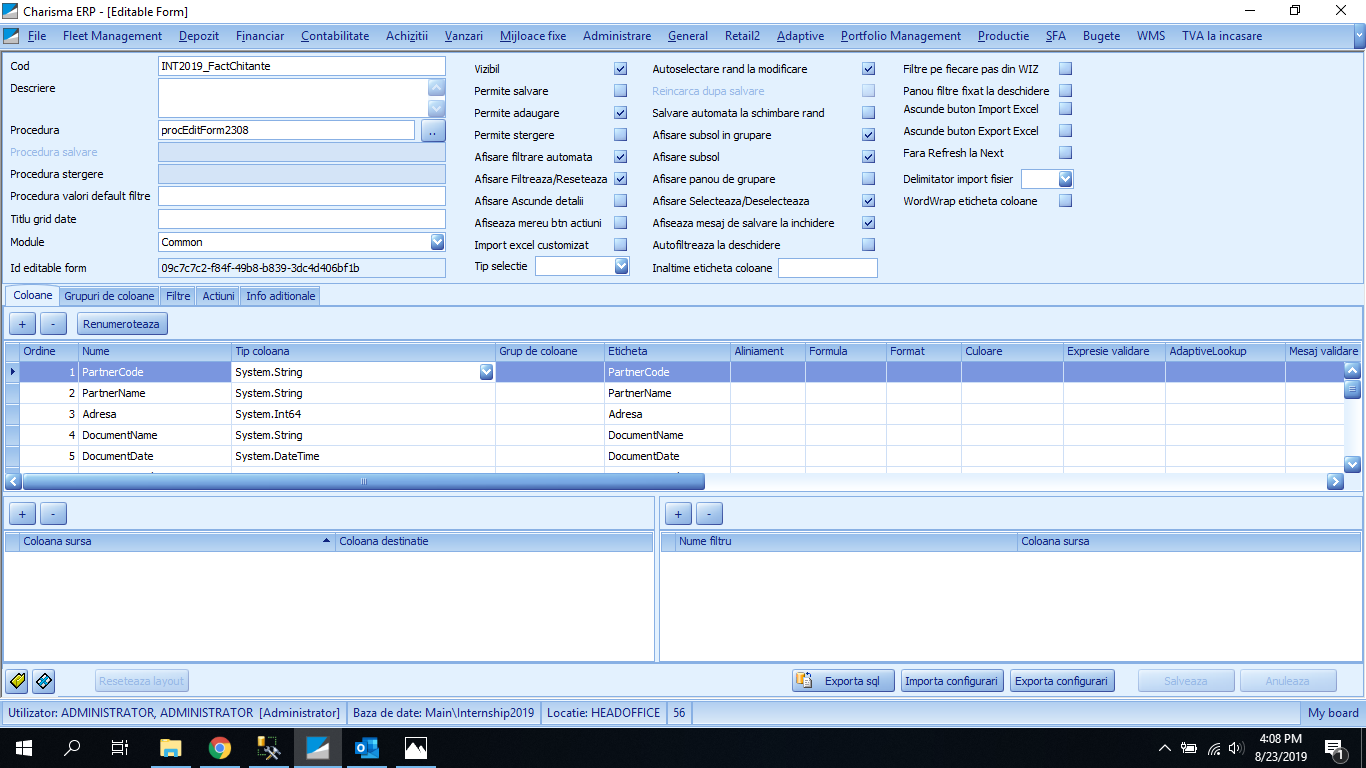 Charisma ERP - [Editable Form]
File Fleet Management Depozit Financiar Contabilitate Achizitii Vanzari Mijloace fixe Administrare General Retail2 Adaptive Portfolio Management Productie SFA Bugete WMS TVA la incasare
Cod INT2019_FactChitante
Descriere
Procedura procEditForm2308 ..
Procedura salvare
Procedura stergere
Procedura valori default filtre
Titlu grid date
Module Common
Id editable form 09c7c7c2-f84f-49b8-b839-3dc4d406bf1b
Vizibil
Permite salvare
Permite adaugare
Permite stergere
Afisare filtrare automata
Afisare Filtreaza/Reseteaza
Afisare Ascunde detalii
Afiseaza mereu btn actiuni
Import excel customizat
Tip selectie
Autoselectare rand la modificare
Reincarca dupa salvare
Salvare automata la schimbare rand
Afisare subsol in grupare
Afisare subsol
Afisare panou de grupare
Afisare Selecteaza/Deselecteaza
Afiseaza mesaj de salvare la inchidere
Autofiltreaza la deschidere
Inaltime eticheta coloane
Filtre pe fiecare pas din WIZ
Panou filtre fixat la deschidere
Ascunde buton Import Excel
Ascunde buton Export Excel
Fara Refresh la Next
Delimitator import fisier
WordWrap eticheta coloane
Coloane Grupuri de coloane Filtre Actiuni Info aditionale
+ - Renumeroteaza
Ordine Nume Tip coloana Grup de coloane Eticheta Aliniament Formula Format Culoare Expresie validare AdaptiveLookup Mesaj validare
1 PartnerCode System.String PartnerCode
2 PartnerName System.String PartnerName
3 Adresa System.Int64 Adresa
4 DocumentName System.String DocumentName
5 DocumentDate System.DateTime DocumentDate
+ - + -
Coloana sursa Coloana destinatie Nume filtru Coloana sursa
Reseteaza layout Exporta sql Importa configurari Exporta configurari Salveaza Anuleaza
Utilizator: ADMINISTRATOR, ADMINISTRATOR [Administrator] Baza de date: Main\Internship2019 Locatie: HEADOFFICE 56 My board
4:08 PM
8/23/2019
1